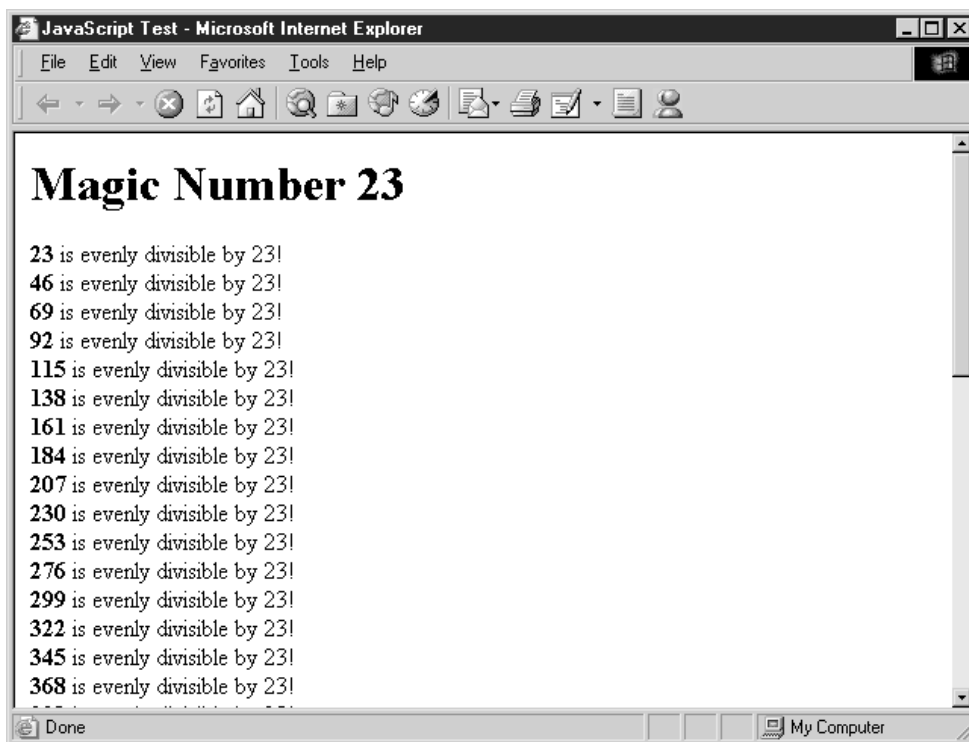 JavaScript Test - Microsoft Internet Explorer
File Edit View Favorites Tools Help
Magic Number 23
23 is evenly divisible by 23!
46 is evenly divisible by 23!
69 is evenly divisible by 23!
92 is evenly divisible by 23!
115 is evenly divisible by 23!
138 is evenly divisible by 23!
161 is evenly divisible by 23!
184 is evenly divisible by 23!
207 is evenly divisible by 23!
230 is evenly divisible by 23!
253 is evenly divisible by 23!
276 is evenly divisible by 23!
299 is evenly divisible by 23!
322 is evenly divisible by 23!
345 is evenly divisible by 23!
368 is evenly divisible by 23!
Done My Computer